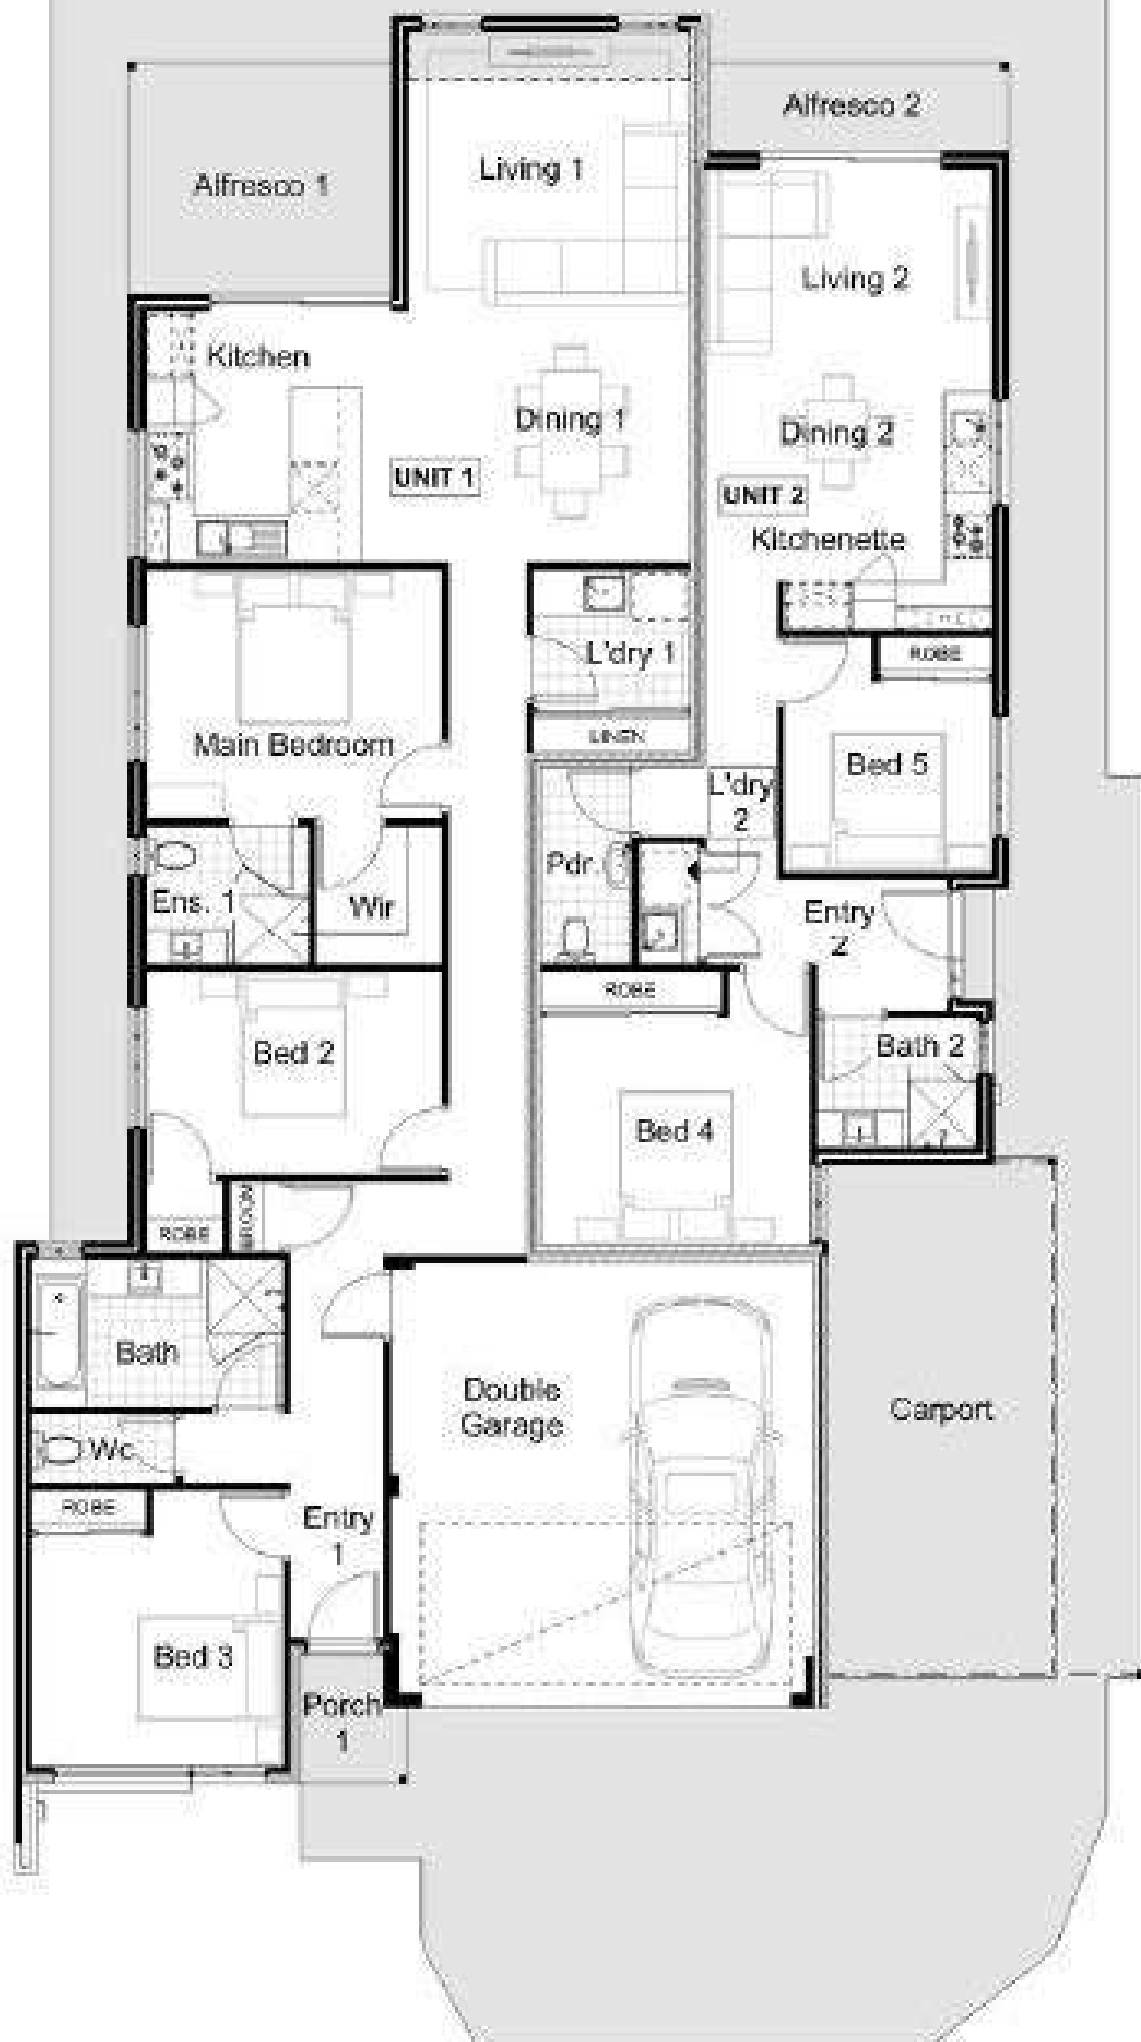 Alfresco 2
Living 1
Alfresco 1
Living 2
Kitchen
Dining 1
Dining 2
UNIT 1
UNIT 2
Kitchenette
L'dry 1
ROBE
LINEN
Main Bedroom
Bed 5
L'dry
2
Pdr.
Ens. 1
Wir
Entry
2
ROBE
Bed 2
Bath 2
Bed 4
ROBE
BROOM
Bath
Double
Garage
Carport
Wc
ROBE
Entry
1
Bed 3
Porch
1